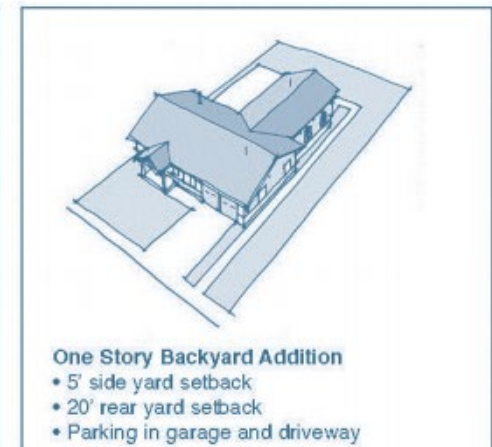 One Story Backyard Addition
• 5' side yard setback
• 20' rear yard setback
• Parking in garage and driveway